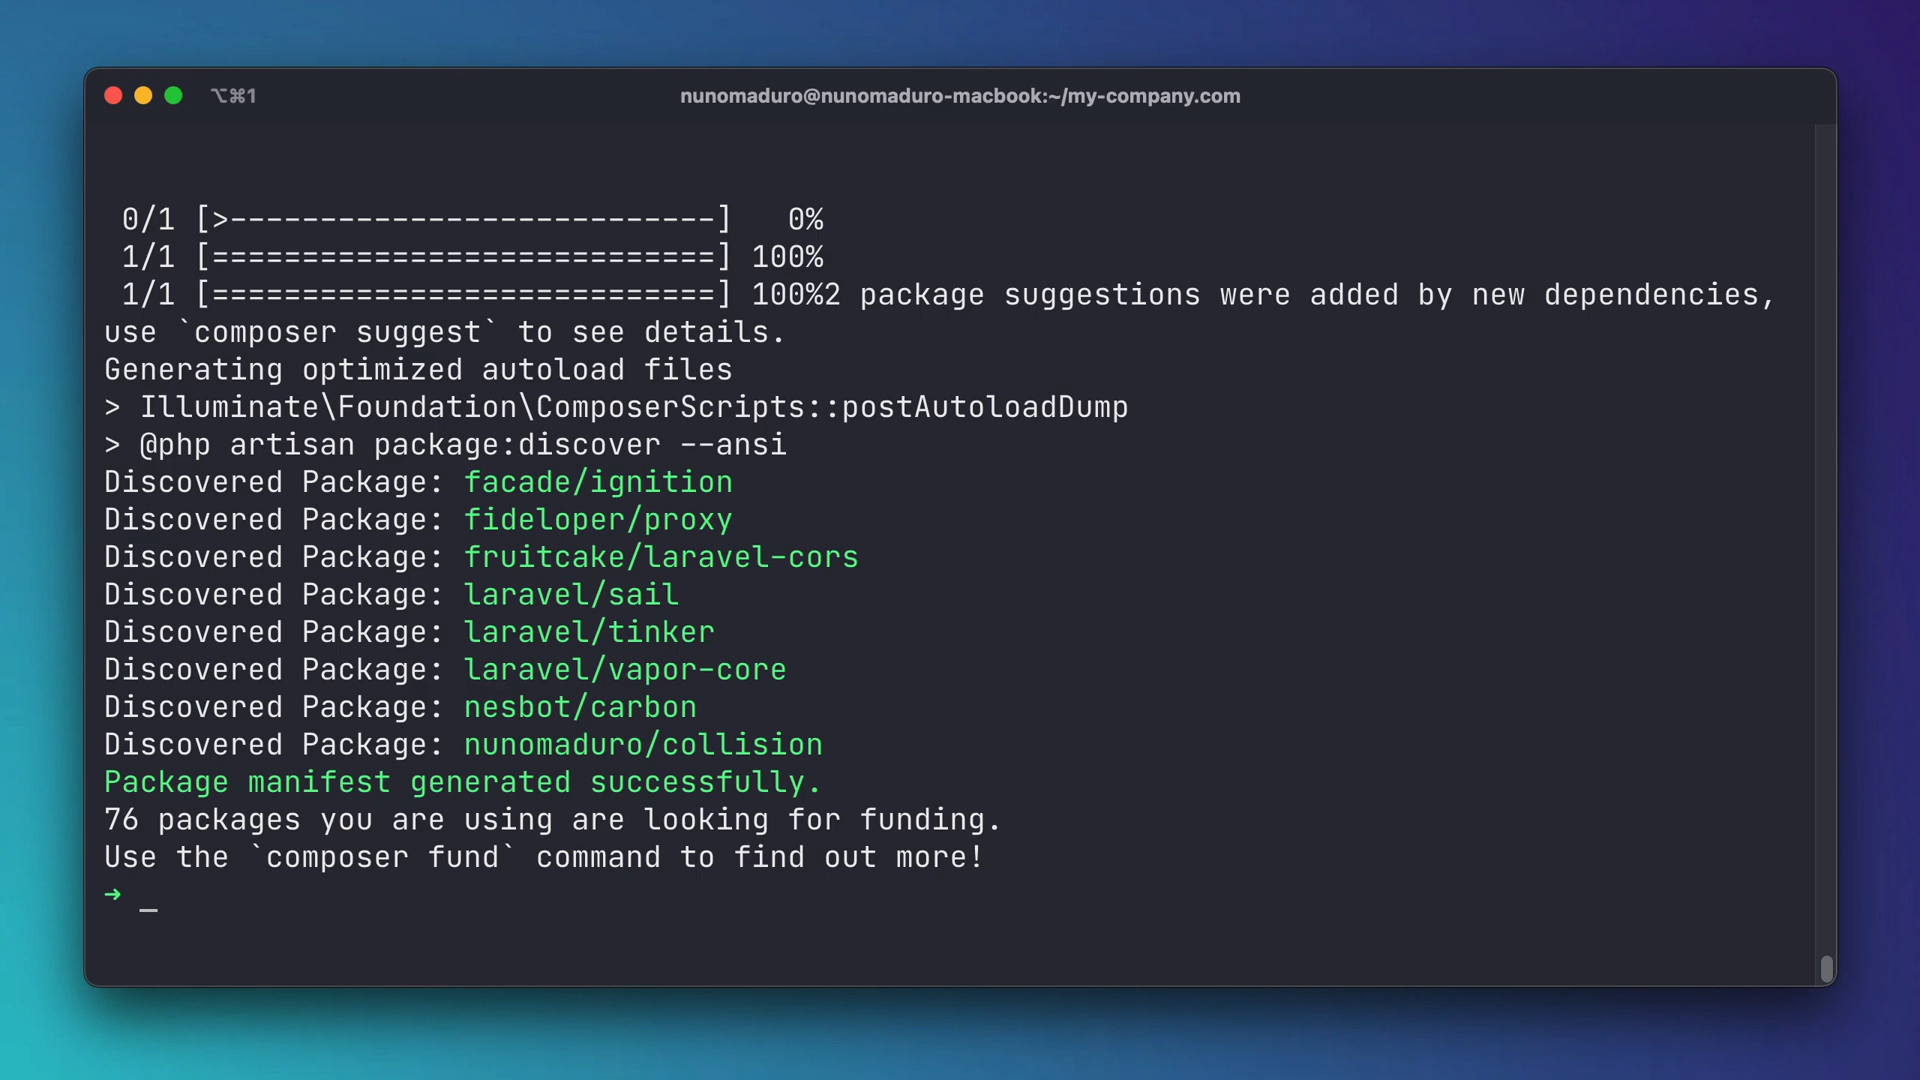 ⌥⌘1
nunomaduro@nunomaduro-macbook:~/my-company.com
0/1 [>---------------------------]   0%
1/1 [============================] 100%
1/1 [============================] 100%2 package suggestions were added by new dependencies,
use `composer suggest` to see details.
Generating optimized autoload files
> Illuminate\Foundation\ComposerScripts::postAutoloadDump
> @php artisan package:discover --ansi
Discovered Package: facade/ignition
Discovered Package: fideloper/proxy
Discovered Package: fruitcake/laravel-cors
Discovered Package: laravel/sail
Discovered Package: laravel/tinker
Discovered Package: laravel/vapor-core
Discovered Package: nesbot/carbon
Discovered Package: nunomaduro/collision
Package manifest generated successfully.
76 packages you are using are looking for funding.
Use the `composer fund` command to find out more!
➜ _